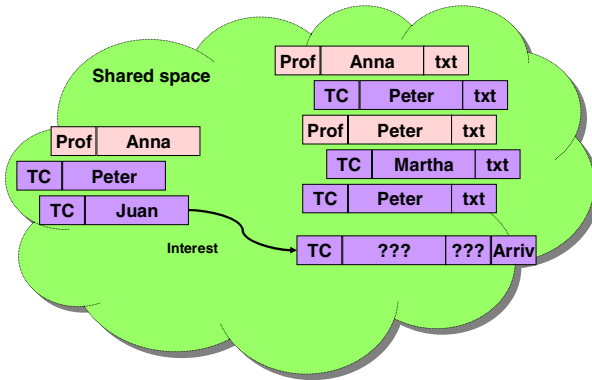 Prof Anna txt
Shared space
TC Peter txt
Prof Peter txt
Prof Anna
TC Martha txt
TC Peter
TC Peter txt
TC Juan
Interest
TC ??? ??? Arriv